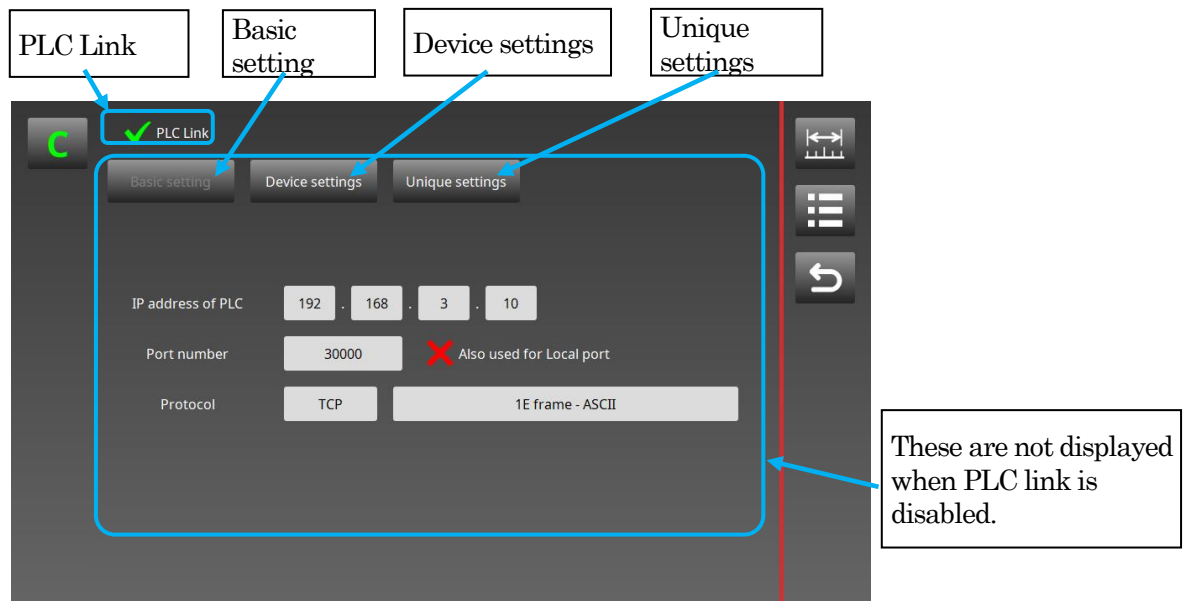 PLC Link
Basic
setting
Device settings
Unique
settings
C
PLC Link
Basic setting
Device settings
Unique settings
IP address of PLC
192 . 168 . 3 . 10
Port number
30000
Also used for Local port
Protocol
TCP
1E frame - ASCII
These are not displayed
when PLC link is
disabled.